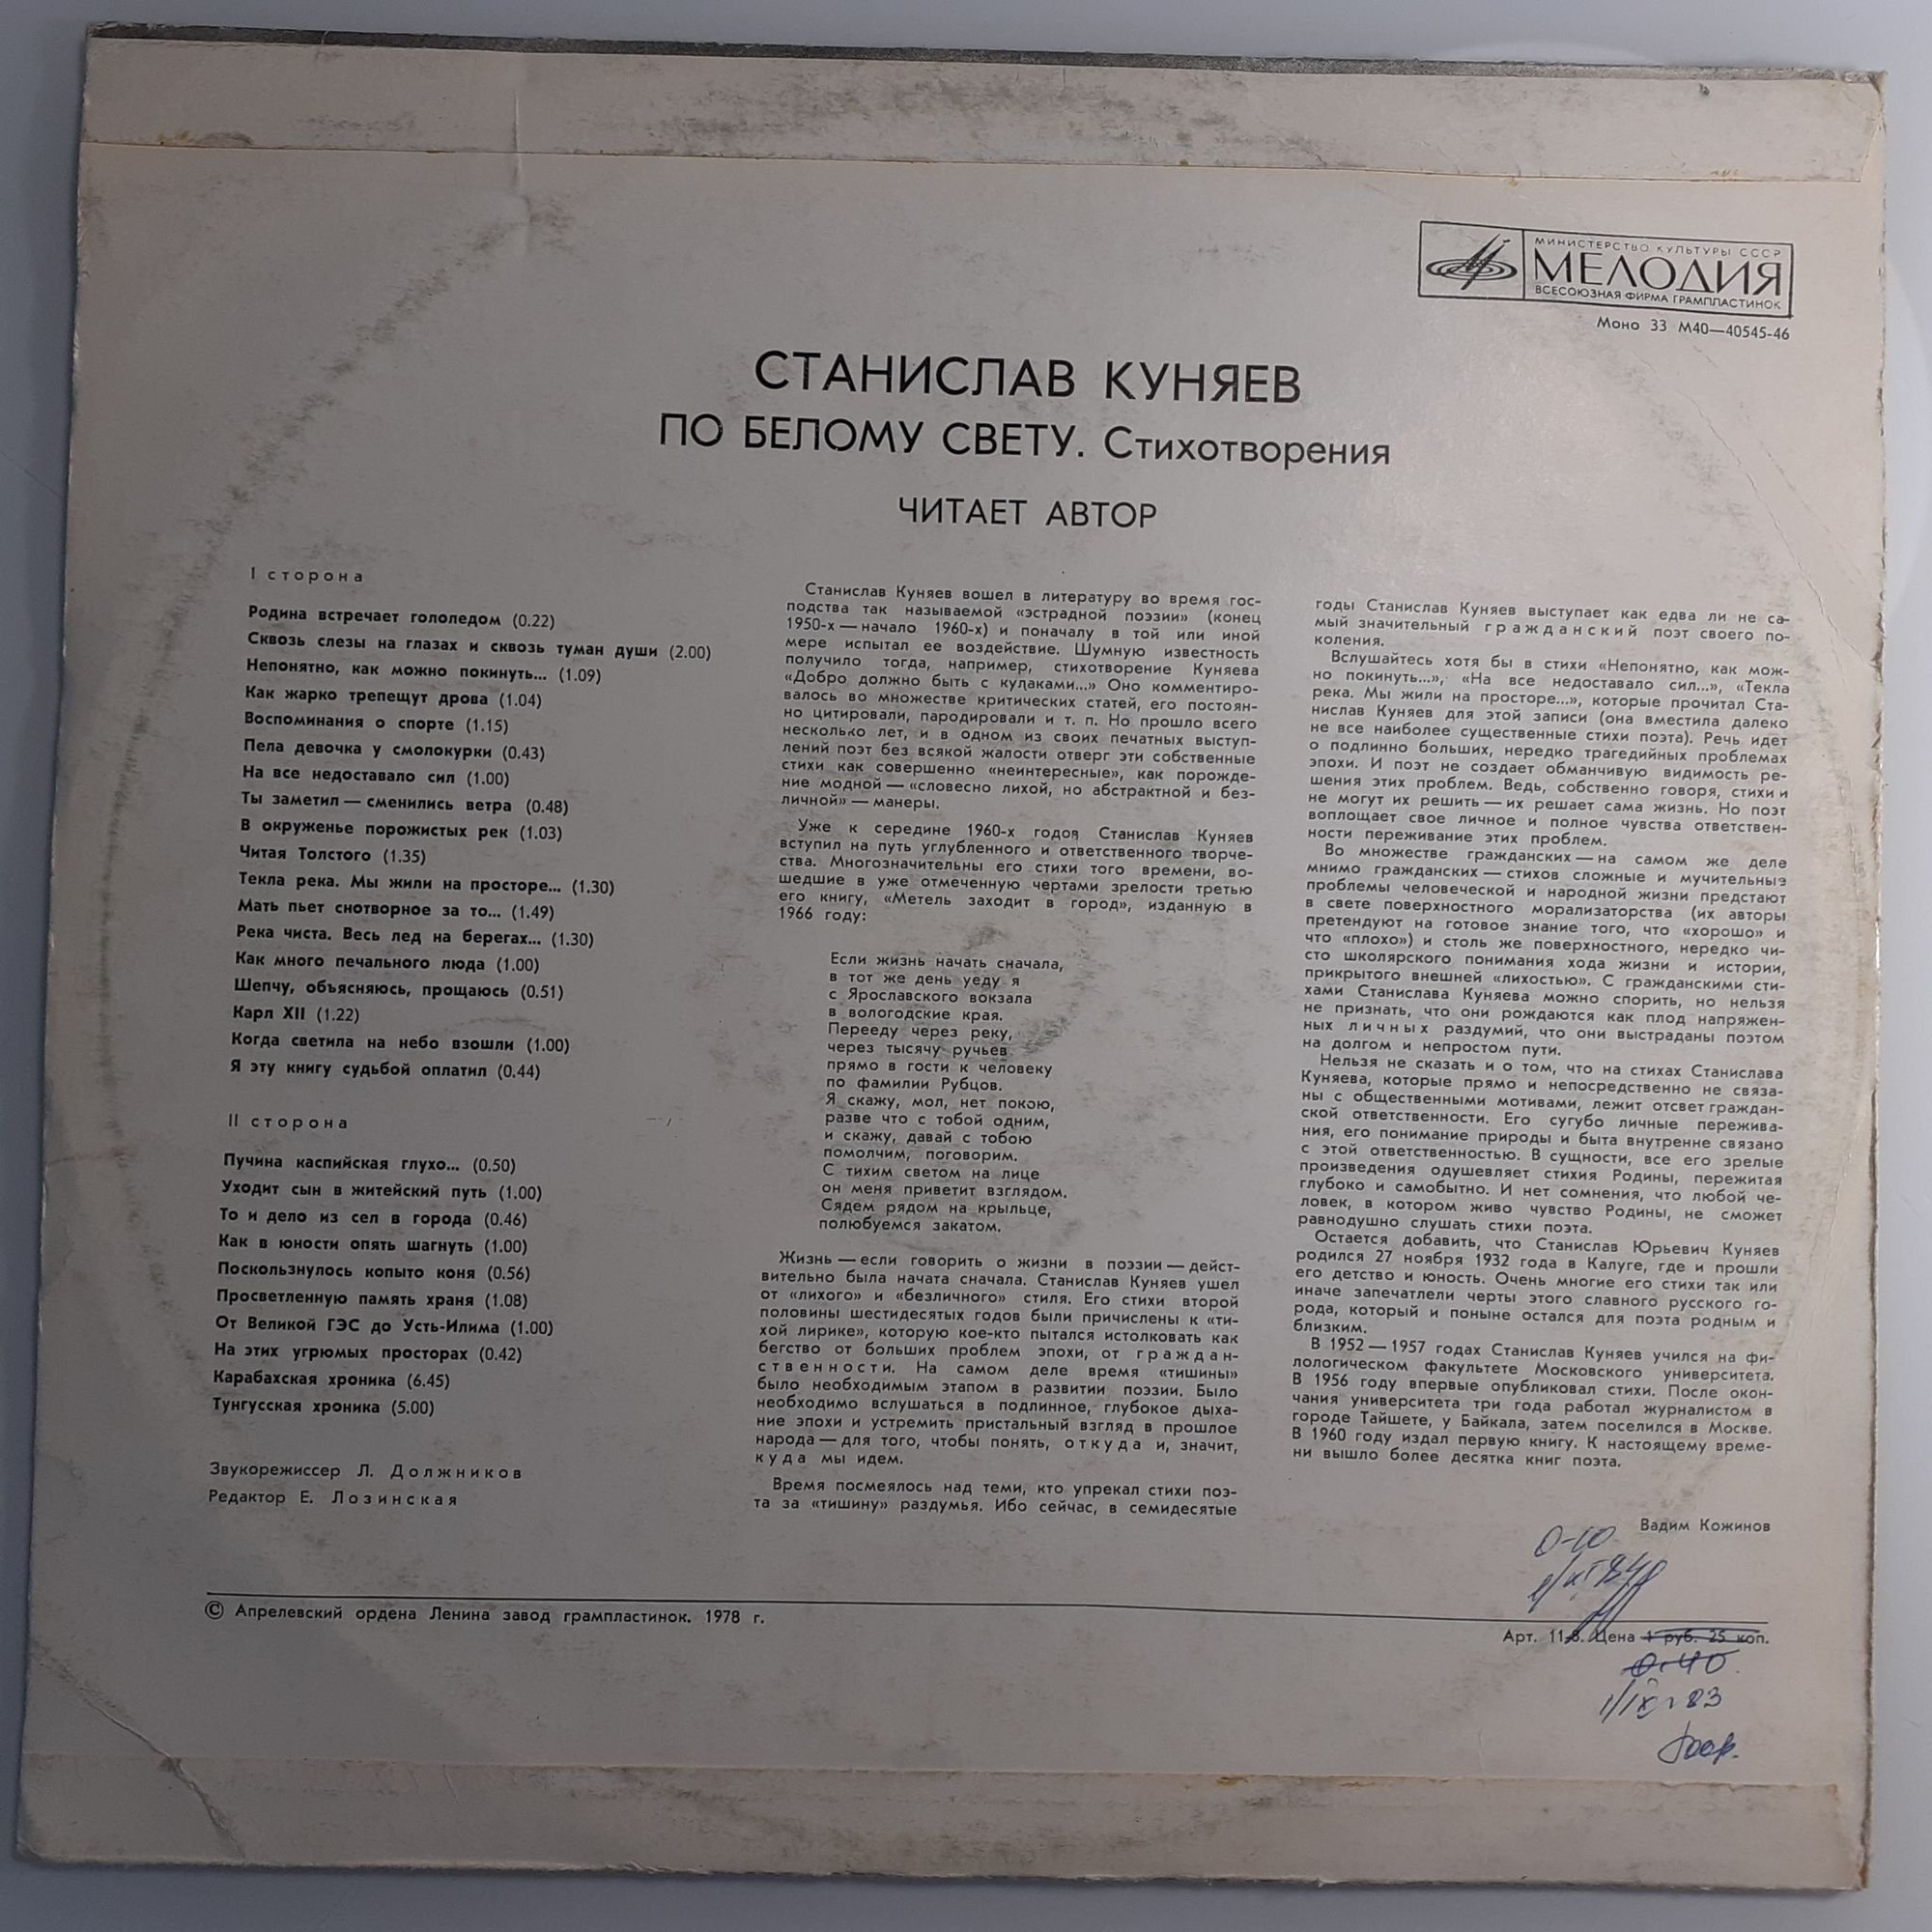 МИНИСТЕРСТВО КУЛЬТУРЫ СССР
МЕЛОДИЯ
ВСЕСОЮЗНАЯ ФИРМА ГРАМПЛАСТИНОК
Моно 33 М40—40545-46
СТАНИСЛАВ КУНЯЕВ
ПО БЕЛОМУ СВЕТУ. Стихотворения
ЧИТАЕТ АВТОР
I сторона
Родина встречает гололедом (0.22)
Сквозь слезы на глазах и сквозь туман души (2.00)
Непонятно, как можно покинуть... (1.09)
Как жарко трепещут дрова (1.04)
Воспоминания о спорте (1.15)
Пела девочка у смолокурки (0.43)
На все недоставало сил (1.00)
Ты заметил — сменились ветра (0.48)
В окруженье порожистых рек (1.03)
Читая Толстого (1.35)
Текла река. Мы жили на просторе... (1.30)
Мать пьет снотворное за то... (1.49)
Река чиста. Весь лед на берегах... (1.30)
Как много печального люда (1.00)
Шепчу, объясняюсь, прощаюсь (0.51)
Карл XII (1.22)
Когда светила на небо взошли (1.00)
Я эту книгу судьбой оплатил (0.44)
II сторона
Пучина каспийская глухо... (0.50)
Уходит сын в житейский путь (1.00)
То и дело из сел в города (0.46)
Как в юности опять шагнуть (1.00)
Поскользнулось копыто коня (0.56)
Просветленную память храня (1.08)
От Великой ГЭС до Усть-Илима (1.00)
На этих угрюмых просторах (0.42)
Карабахская хроника (6.45)
Тунгусская хроника (5.00)
Звукорежиссер Л. Должников
Редактор Е. Лозинская
Станислав Куняев вошел в литературу во время гос-
подства так называемой «эстрадной поэзии» (конец
1950-х — начало 1960-х) и поначалу в той или иной
мере испытал ее воздействие. Шумную известность
получило тогда, например, стихотворение Куняева
«Добро должно быть с кулаками...» Оно комментиро-
валось во множестве критических статей, его постоян-
но цитировали, пародировали и т. п. Но прошло всего
несколько лет, и в одном из своих печатных выступ-
лений поэт без всякой жалости отверг эти собственные
стихи как совершенно «неинтересные», как порожде-
ние модной — «словесно лихой, но абстрактной и без-
личной» — манеры.
Уже к середине 1960-х годов Станислав Куняев
вступил на путь углубленного и ответственного творче-
ства. Многозначительны его стихи того времени, во-
шедшие в уже отмеченную чертами зрелости третью
его книгу, «Метель заходит в город», изданную в
1966 году:
Если жизнь начать сначала,
в тот же день уеду я
с Ярославского вокзала
в вологодские края.
Перееду через реку,
через тысячу ручьев
прямо в гости к человеку
по фамилии Рубцов.
Я скажу, мол, нет покою,
разве что с тобой одним,
и скажу, давай с тобою
помолчим, поговорим.
С тихим светом на лице
он меня приветит взглядом.
Сядем рядом на крыльце,
полюбуемся закатом.
Жизнь — если говорить о жизни в поэзии — дейст-
вительно была начата сначала. Станислав Куняев ушел
от «лихого» и «безличного» стиля. Его стихи второй
половины шестидесятых годов были причислены к «ти-
хой лирике», которую кое-кто пытался истолковать как
бегство от больших проблем эпохи, от граждан-
ственности. На самом деле время «тишины»
было необходимым этапом в развитии поэзии. Было
необходимо вслушаться в подлинное, глубокое дыха-
ние эпохи и устремить пристальный взгляд в прошлое
народа — для того, чтобы понять, откуда и, значит,
куда мы идем.
Время посмеялось над теми, кто упрекал стихи поэ-
та за «тишину» раздумья. Ибо сейчас, в семидесятые
годы Станислав Куняев выступает как едва ли не са-
мый значительный гражданский поэт своего по-
коления.
Вслушайтесь хотя бы в стихи «Непонятно, как мож-
но покинуть...», «На все недоставало сил...», «Текла
река. Мы жили на просторе...», которые прочитал Ста-
нислав Куняев для этой записи (она вместила далеко
не все наиболее существенные стихи поэта). Речь идет
о подлинно больших, нередко трагедийных проблемах
эпохи. И поэт не создает обманчивую видимость ре-
шения этих проблем. Ведь, собственно говоря, стихи и
не могут их решить — их решает сама жизнь. Но поэт
воплощает свое личное и полное чувства ответствен-
ности переживание этих проблем.
Во множестве гражданских — на самом же деле
мнимо гражданских — стихов сложные и мучительные
проблемы человеческой и народной жизни предстают
в свете поверхностного морализаторства (их авторы
претендуют на готовое знание того, что «хорошо» и
что «плохо») и столь же поверхностного, нередко чи-
сто школярского понимания хода жизни и истории,
прикрытого внешней «лихостью». С гражданскими сти-
хами Станислава Куняева можно спорить, но нельзя
не признать, что они рождаются как плод напряжен-
ных личных раздумий, что они выстраданы поэтом
на долгом и непростом пути.
Нельзя не сказать и о том, что на стихах Станислава
Куняева, которые прямо и непосредственно не связа-
ны с общественными мотивами, лежит отсвет граждан-
ской ответственности. Его сугубо личные пережива-
ния, его понимание природы и быта внутренне связано
с этой ответственностью. В сущности, все его зрелые
произведения одушевляет стихия Родины, пережитая
глубоко и самобытно. И нет сомнения, что любой че-
ловек, в котором живо чувство Родины, не сможет
равнодушно слушать стихи поэта.
Остается добавить, что Станислав Юрьевич Куняев
родился 27 ноября 1932 года в Калуге, где и прошли
его детство и юность. Очень многие его стихи так или
иначе запечатлели черты этого славного русского го-
рода, который и поныне остался для поэта родным и
близким.
В 1952 — 1957 годах Станислав Куняев учился на фи-
лологическом факультете Московского университета.
В 1956 году впервые опубликовал стихи. После окон-
чания университета три года работал журналистом в
городе Тайшете, у Байкала, затем поселился в Москве.
В 1960 году издал первую книгу. К настоящему време-
ни вышло более десятка книг поэта.
Вадим Кожинов
0-10
© Апрелевский ордена Ленина завод грампластинок. 1978 г.
Арт. 11-8. Цена 1 руб. 25 коп.
0-40
1/IX-83